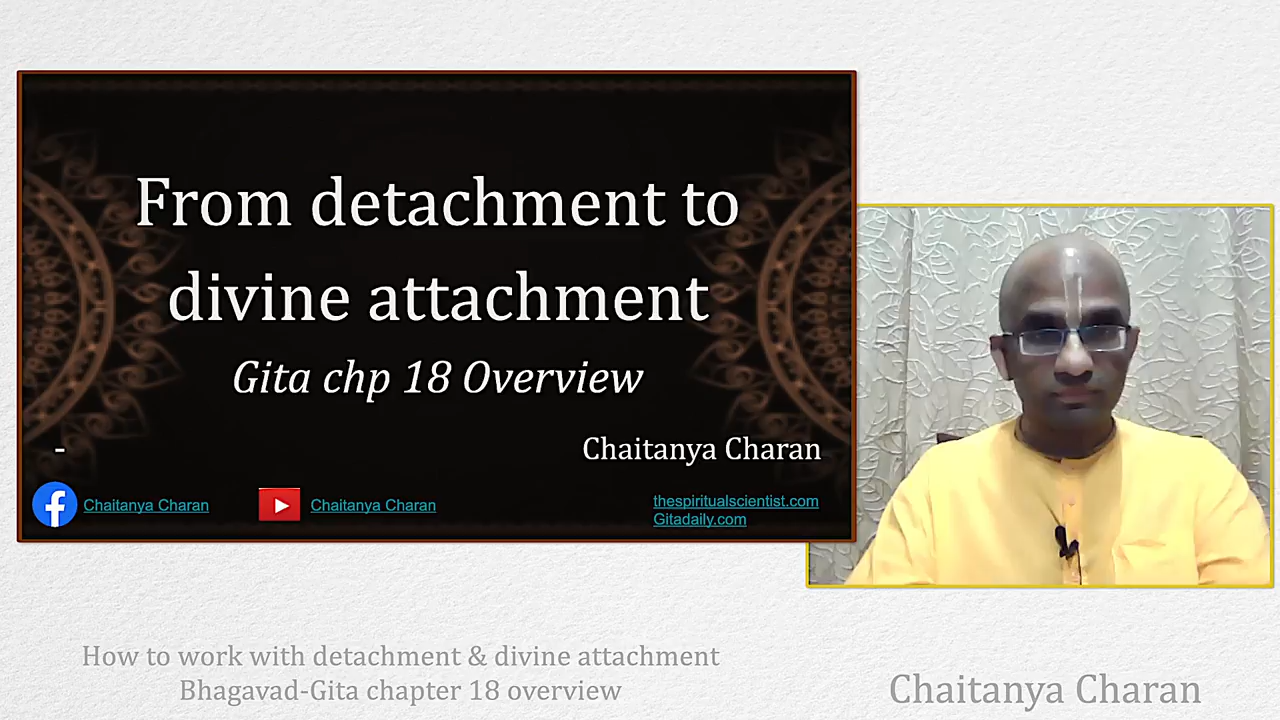 From detachment to
divine attachment
Gita chp 18 Overview
- Chaitanya Charan
Chaitanya Charan
Chaitanya Charan
thespiritualscientist.com
Gitadaily.com
How to work with detachment & divine attachment
Bhagavad-Gita chapter 18 overview
Chaitanya Charan